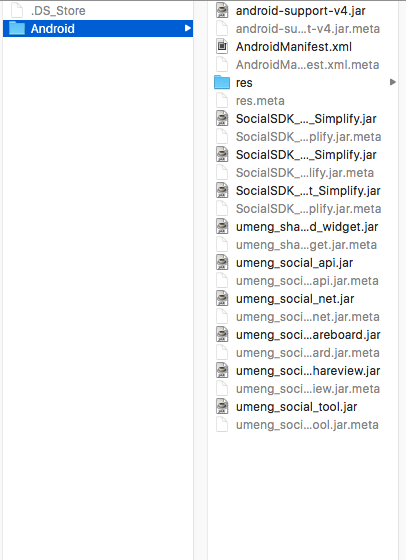 .DS_Store
Android
android-support-v4.jar
android-su...t-v4.jar.meta
AndroidManifest.xml
AndroidMa...est.xml.meta
res
res.meta
SocialSDK_..._Simplify.jar
SocialSDK_...plify.jar.meta
SocialSDK_..._Simplify.jar
SocialSDK_...lify.jar.meta
SocialSDK_...t_Simplify.jar
SocialSDK_...plify.jar.meta
umeng_sha...d_widget.jar
umeng_sha...get.jar.meta
umeng_social_api.jar
umeng_soci...api.jar.meta
umeng_social_net.jar
umeng_soci...net.jar.meta
umeng_soci...areboard.jar
umeng_soci...ard.jar.meta
umeng_soci...hareview.jar
umeng_soci...iew.jar.meta
umeng_social_tool.jar
umeng_soci...ool.jar.meta